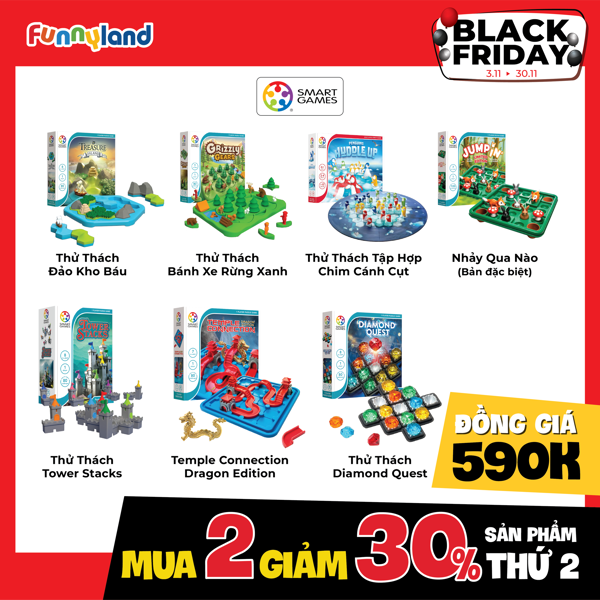 Funnyland
BLACK
FRIDAY
3.11 ▸ 30.11
SMART
GAMES
TREASURE
ISLAND
GRIZZLY
GEARS
HUDDLE UP
JUMP IN'
Thử Thách
Đảo Kho Báu
Thử Thách
Bánh Xe Rừng Xanh
Thử Thách Tập Hợp
Chim Cánh Cụt
Nhảy Qua Nào
(Bản đặc biệt)
TOWER
STACKS
TEMPLE
CONNECTION
DIAMOND
QUEST
Thử Thách
Tower Stacks
Temple Connection
Dragon Edition
Thử Thách
Diamond Quest
ĐỒNG GIÁ
590K
MUA 2 GIẢM 30% SẢN PHẨM
THỨ 2